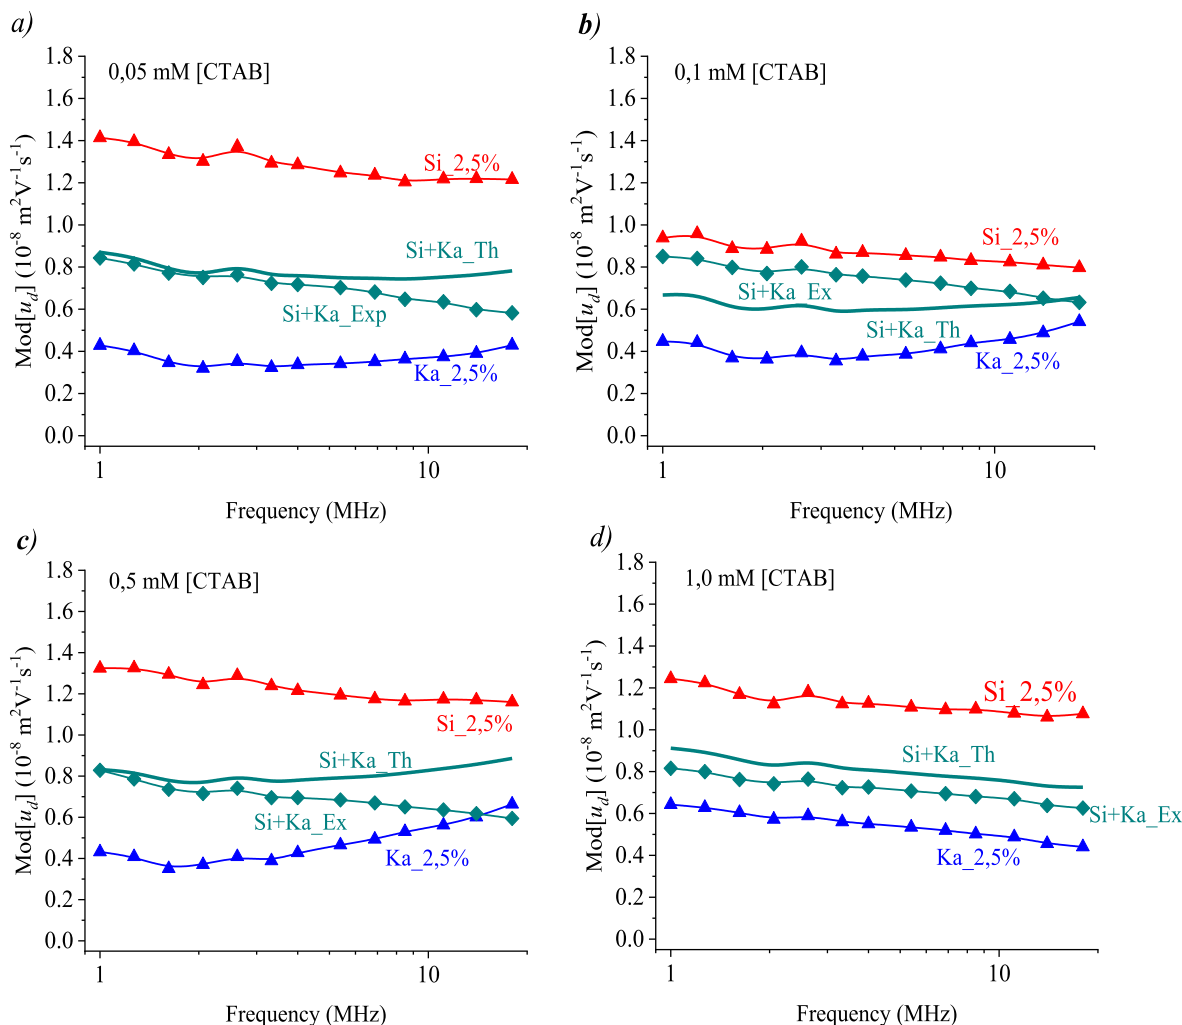 a)
0,05 mM [CTAB]
Mod[u_d] (10⁻⁸ m²V⁻¹s⁻¹)
1.8
1.6
1.4
1.2
1.0
0.8
0.6
0.4
0.2
0.0
Si_2,5%
Si+Ka_Th
Si+Ka_Exp
Ka_2,5%
1 10
Frequency (MHz)
b)
0,1 mM [CTAB]
Mod[u_d] (10⁻⁸ m²V⁻¹s⁻¹)
1.8
1.6
1.4
1.2
1.0
0.8
0.6
0.4
0.2
0.0
Si_2,5%
Si+Ka_Ex
Si+Ka_Th
Ka_2,5%
1 10
Frequency (MHz)
c)
0,5 mM [CTAB]
Mod[u_d] (10⁻⁸ m²V⁻¹s⁻¹)
1.8
1.6
1.4
1.2
1.0
0.8
0.6
0.4
0.2
0.0
Si_2,5%
Si+Ka_Th
Si+Ka_Ex
Ka_2,5%
1 10
Frequency (MHz)
d)
1,0 mM [CTAB]
Mod[u_d] (10⁻⁸ m²V⁻¹s⁻¹)
1.8
1.6
1.4
1.2
1.0
0.8
0.6
0.4
0.2
0.0
Si_2,5%
Si+Ka_Th
Si+Ka_Ex
Ka_2,5%
1 10
Frequency (MHz)